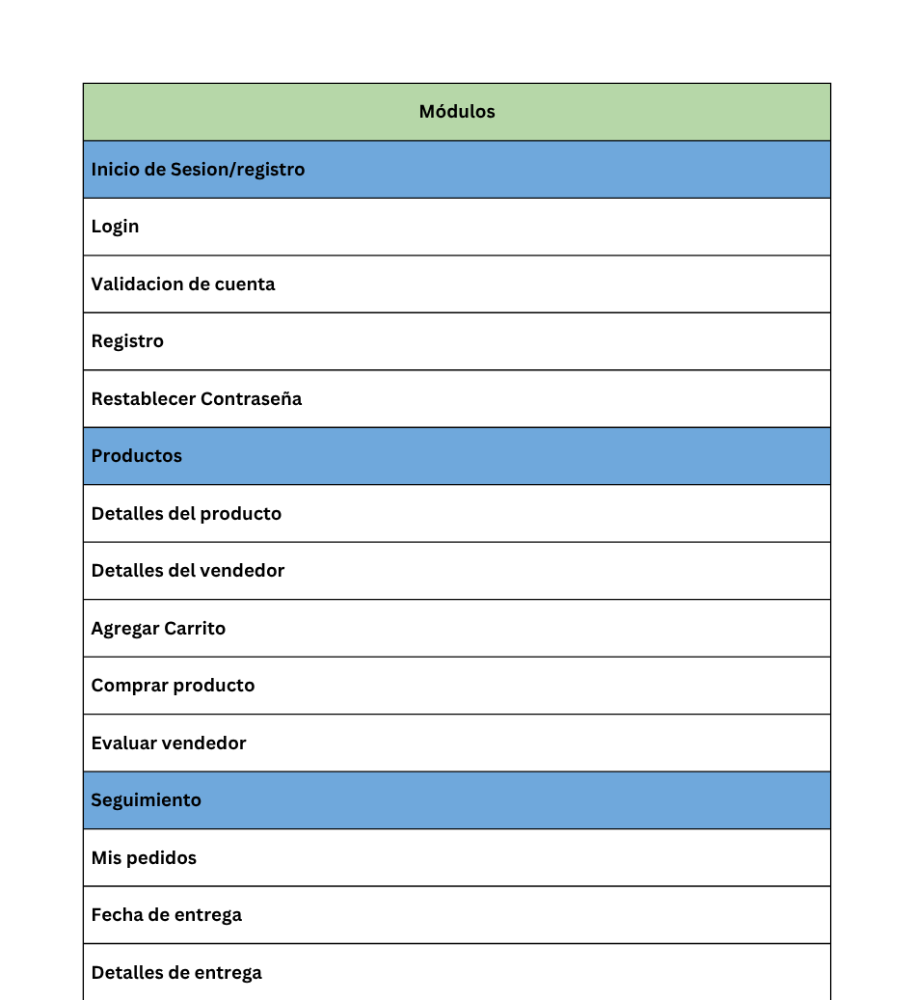 Módulos
Inicio de Sesion/registro
Login
Validacion de cuenta
Registro
Restablecer Contraseña
Productos
Detalles del producto
Detalles del vendedor
Agregar Carrito
Comprar producto
Evaluar vendedor
Seguimiento
Mis pedidos
Fecha de entrega
Detalles de entrega